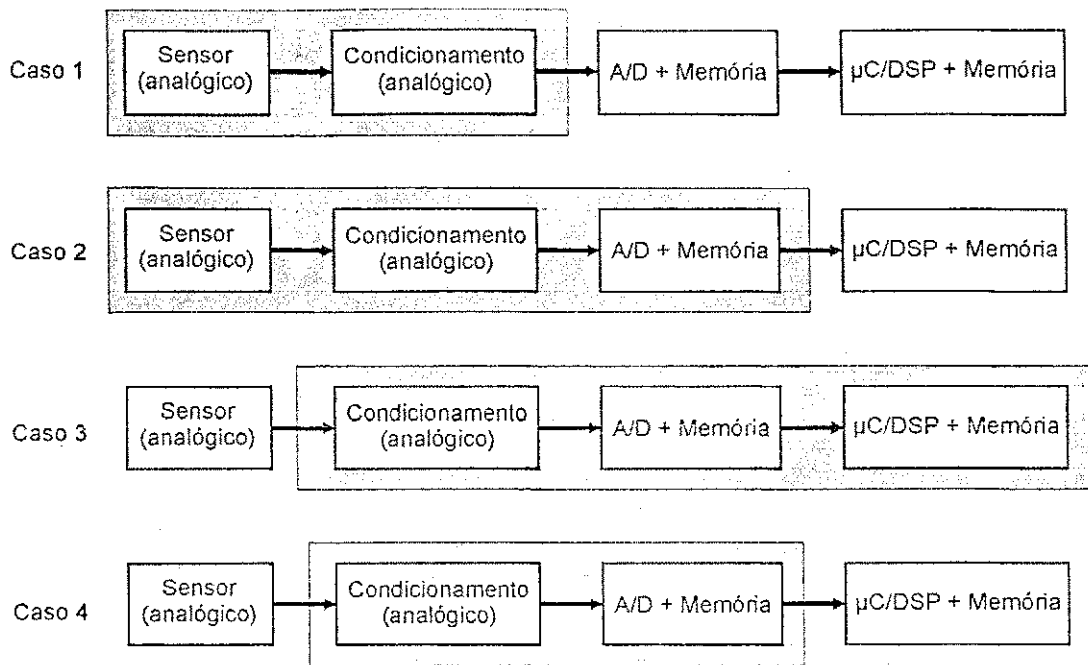 Caso 1
Sensor
(analógico)
Condicionamento
(analógico)
A/D + Memória
µC/DSP + Memória
Caso 2
Sensor
(analógico)
Condicionamento
(analógico)
A/D + Memória
µC/DSP + Memória
Caso 3
Sensor
(analógico)
Condicionamento
(analógico)
A/D + Memória
µC/DSP + Memória
Caso 4
Sensor
(analógico)
Condicionamento
(analógico)
A/D + Memória
µC/DSP + Memória